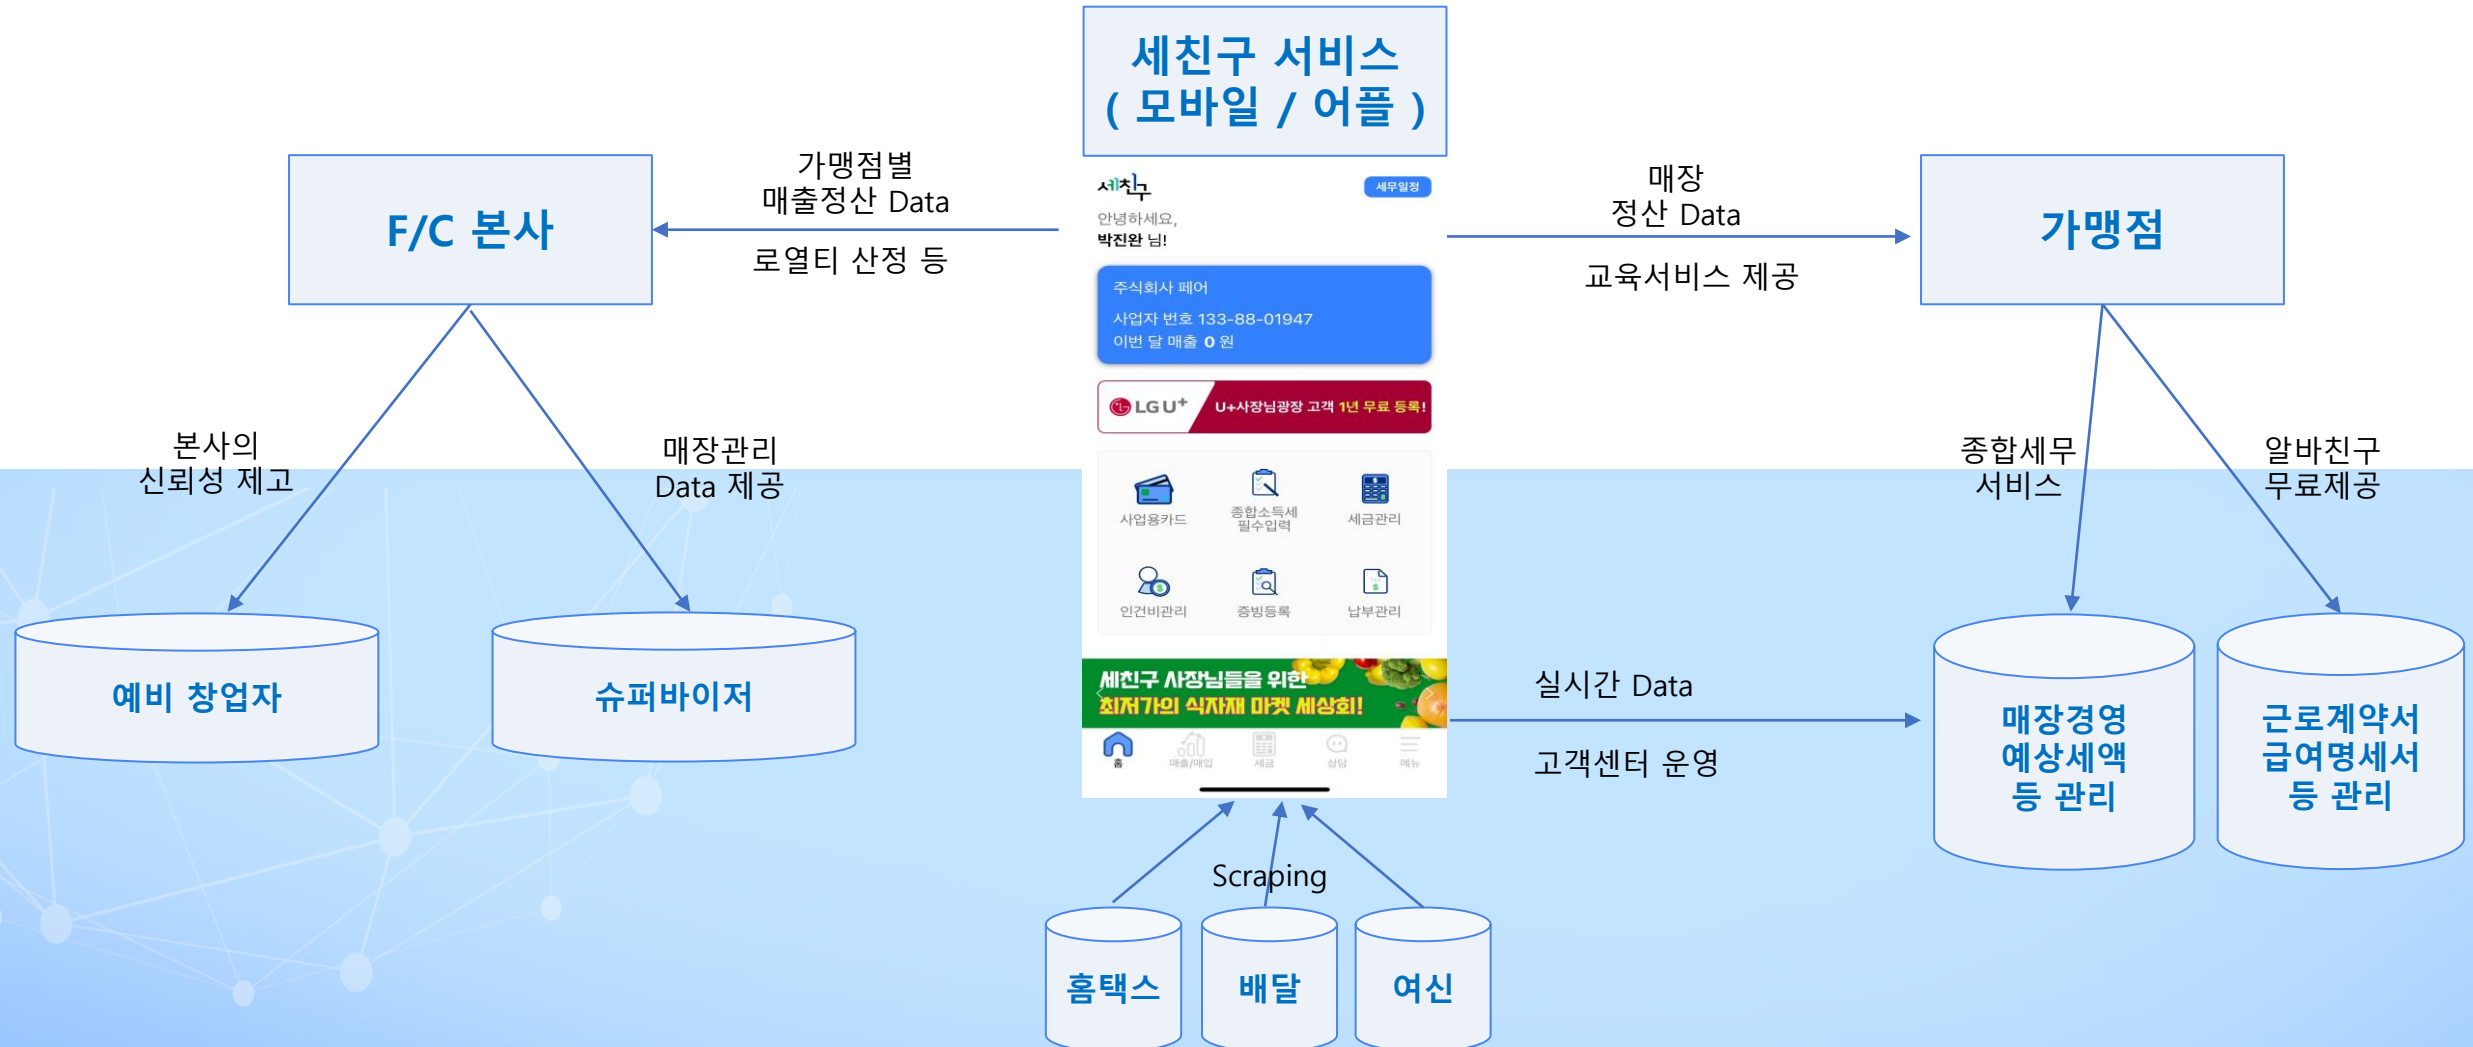 세친구 서비스
( 모바일 / 어플 )
F/C 본사
가맹점별
매출정산 Data
로열티 산정 등
매장
정산 Data
교육서비스 제공
가맹점
세친구
세무일정
안녕하세요,
박진완 님!
주식회사 페어
사업자 번호 133-88-01947
이번 달 매출 0 원
LG U+
U+사장님광장 고객 1년 무료 등록!
본사의
신뢰성 제고
매장관리
Data 제공
종합세무
서비스
알바친구
무료제공
사업용카드
종합소득세
필수입력
세금관리
인건비관리
증빙등록
납부관리
세친구 사장님들을 위한
최저가의 식자재 마켓 세상회!
홈
매출/매입
세금
상담
메뉴
예비 창업자
슈퍼바이저
실시간 Data
고객센터 운영
매장경영
예상세액
등 관리
근로계약서
급여명세서
등 관리
Scraping
홈택스
배달
여신